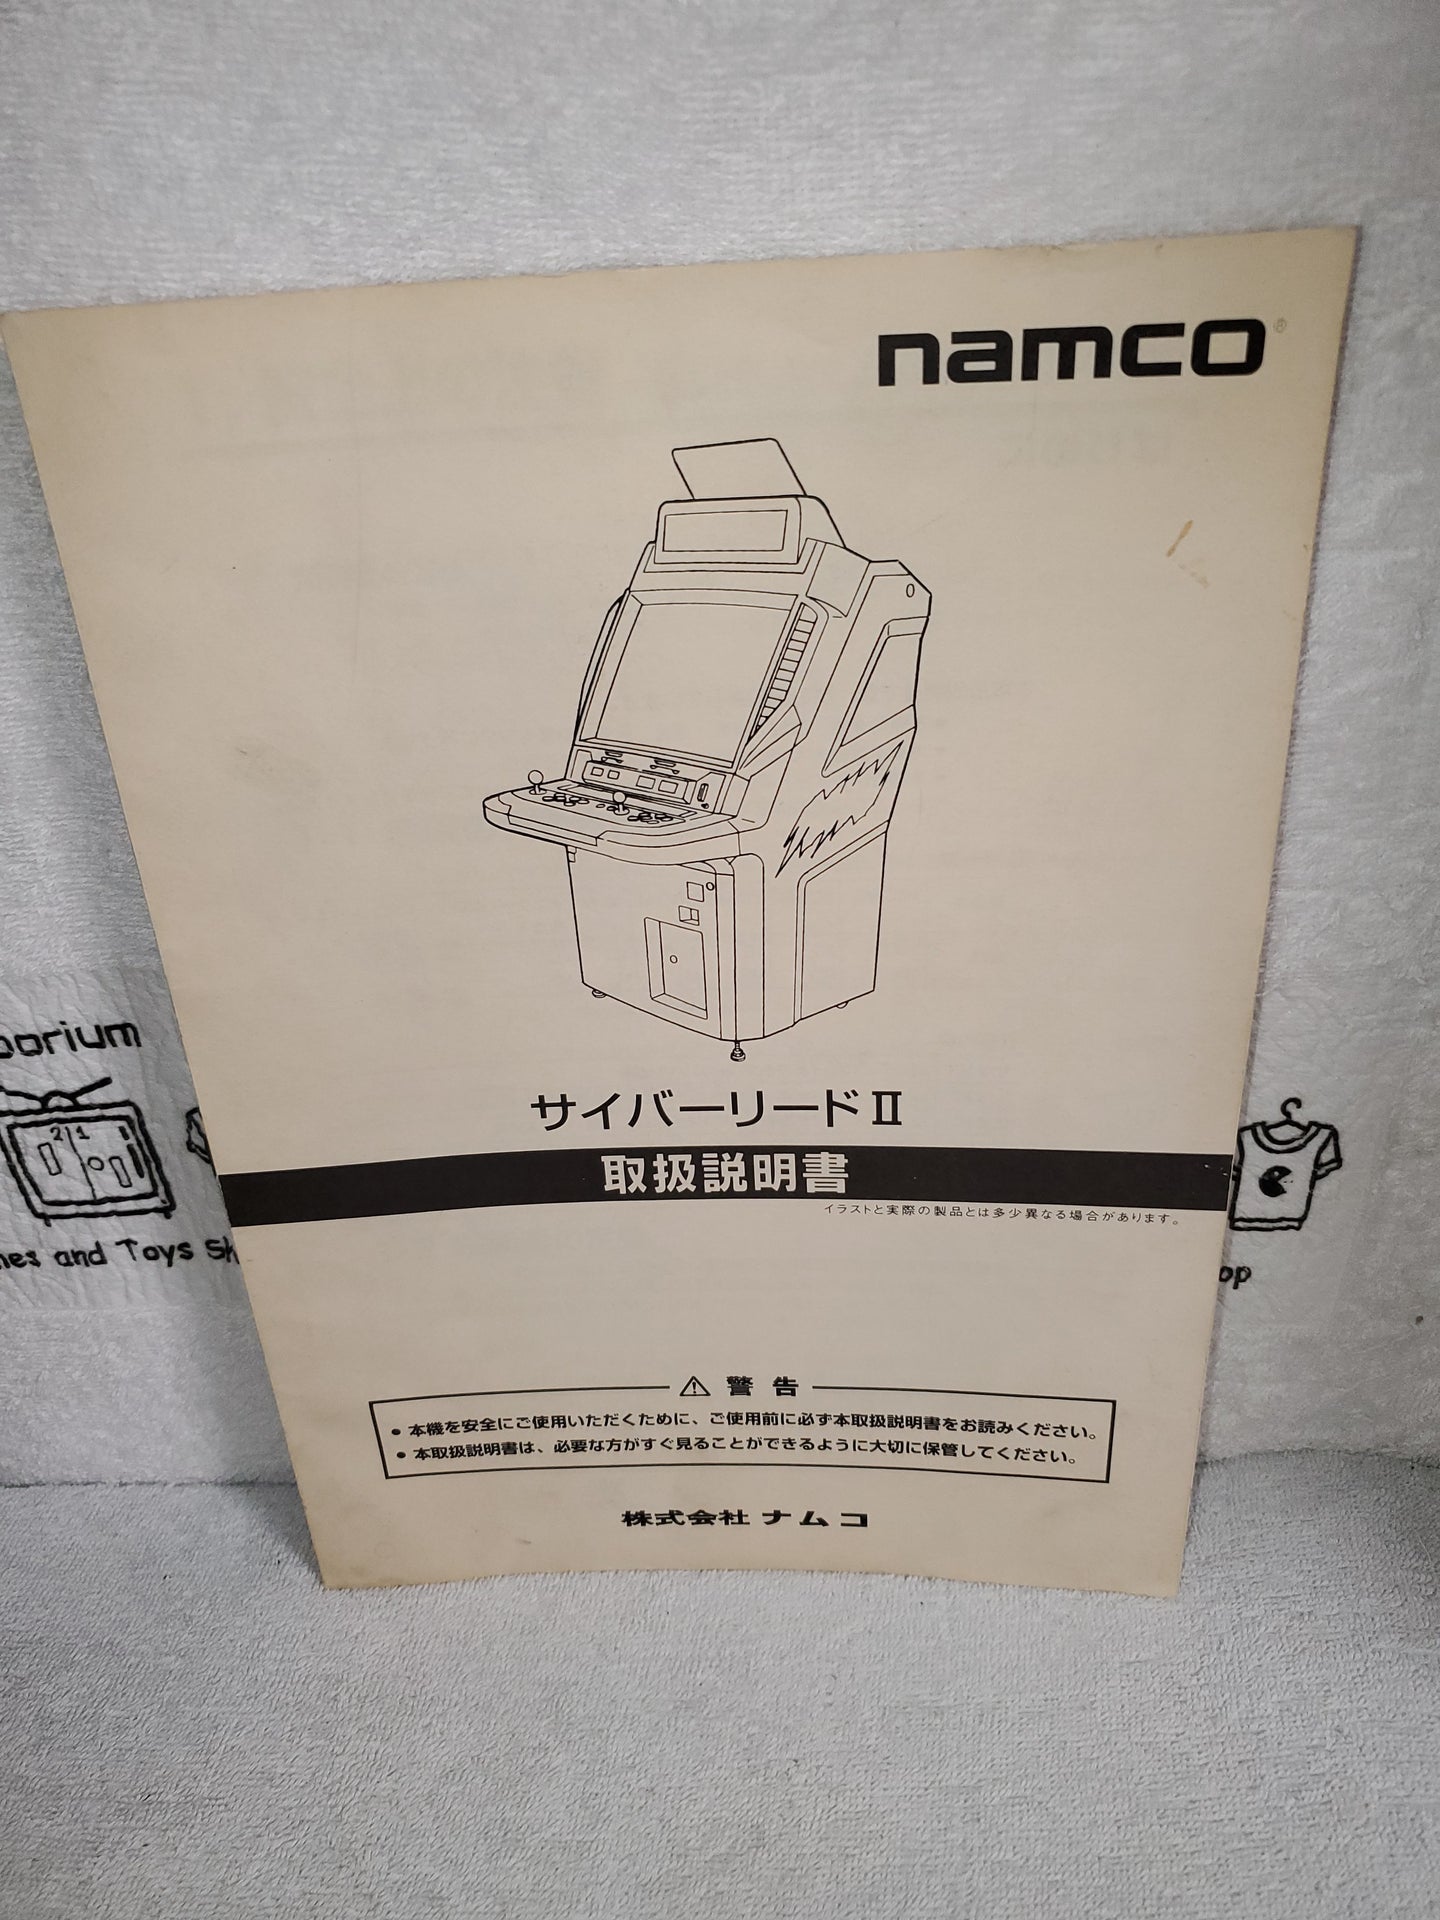 namco®
サイバーリードⅡ
取扱説明書
イラストと実際の製品とは多少異なる場合があります。
porium
2 1
nes and Toys Sh
op
⚠ 警告
• 本機を安全にご使用いただくために、ご使用前に必ず本取扱説明書をお読みください。
• 本取扱説明書は、必要な方がすぐ見ることができるように大切に保管してください。
株式会社ナムコ